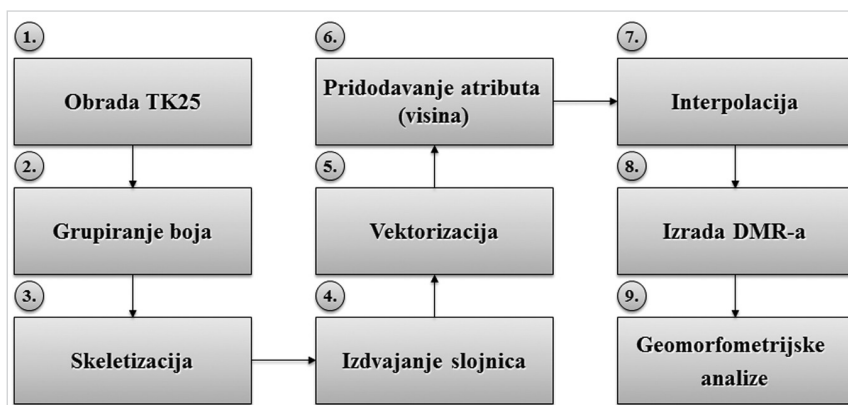 1.
Obrada TK25
2.
Grupiranje boja
3.
Skeletizacija
4.
Izdvajanje slojnica
5.
Vektorizacija
6.
Pridodavanje atributa
(visina)
7.
Interpolacija
8.
Izrada DMR-a
9.
Geomorfometrijske
analize